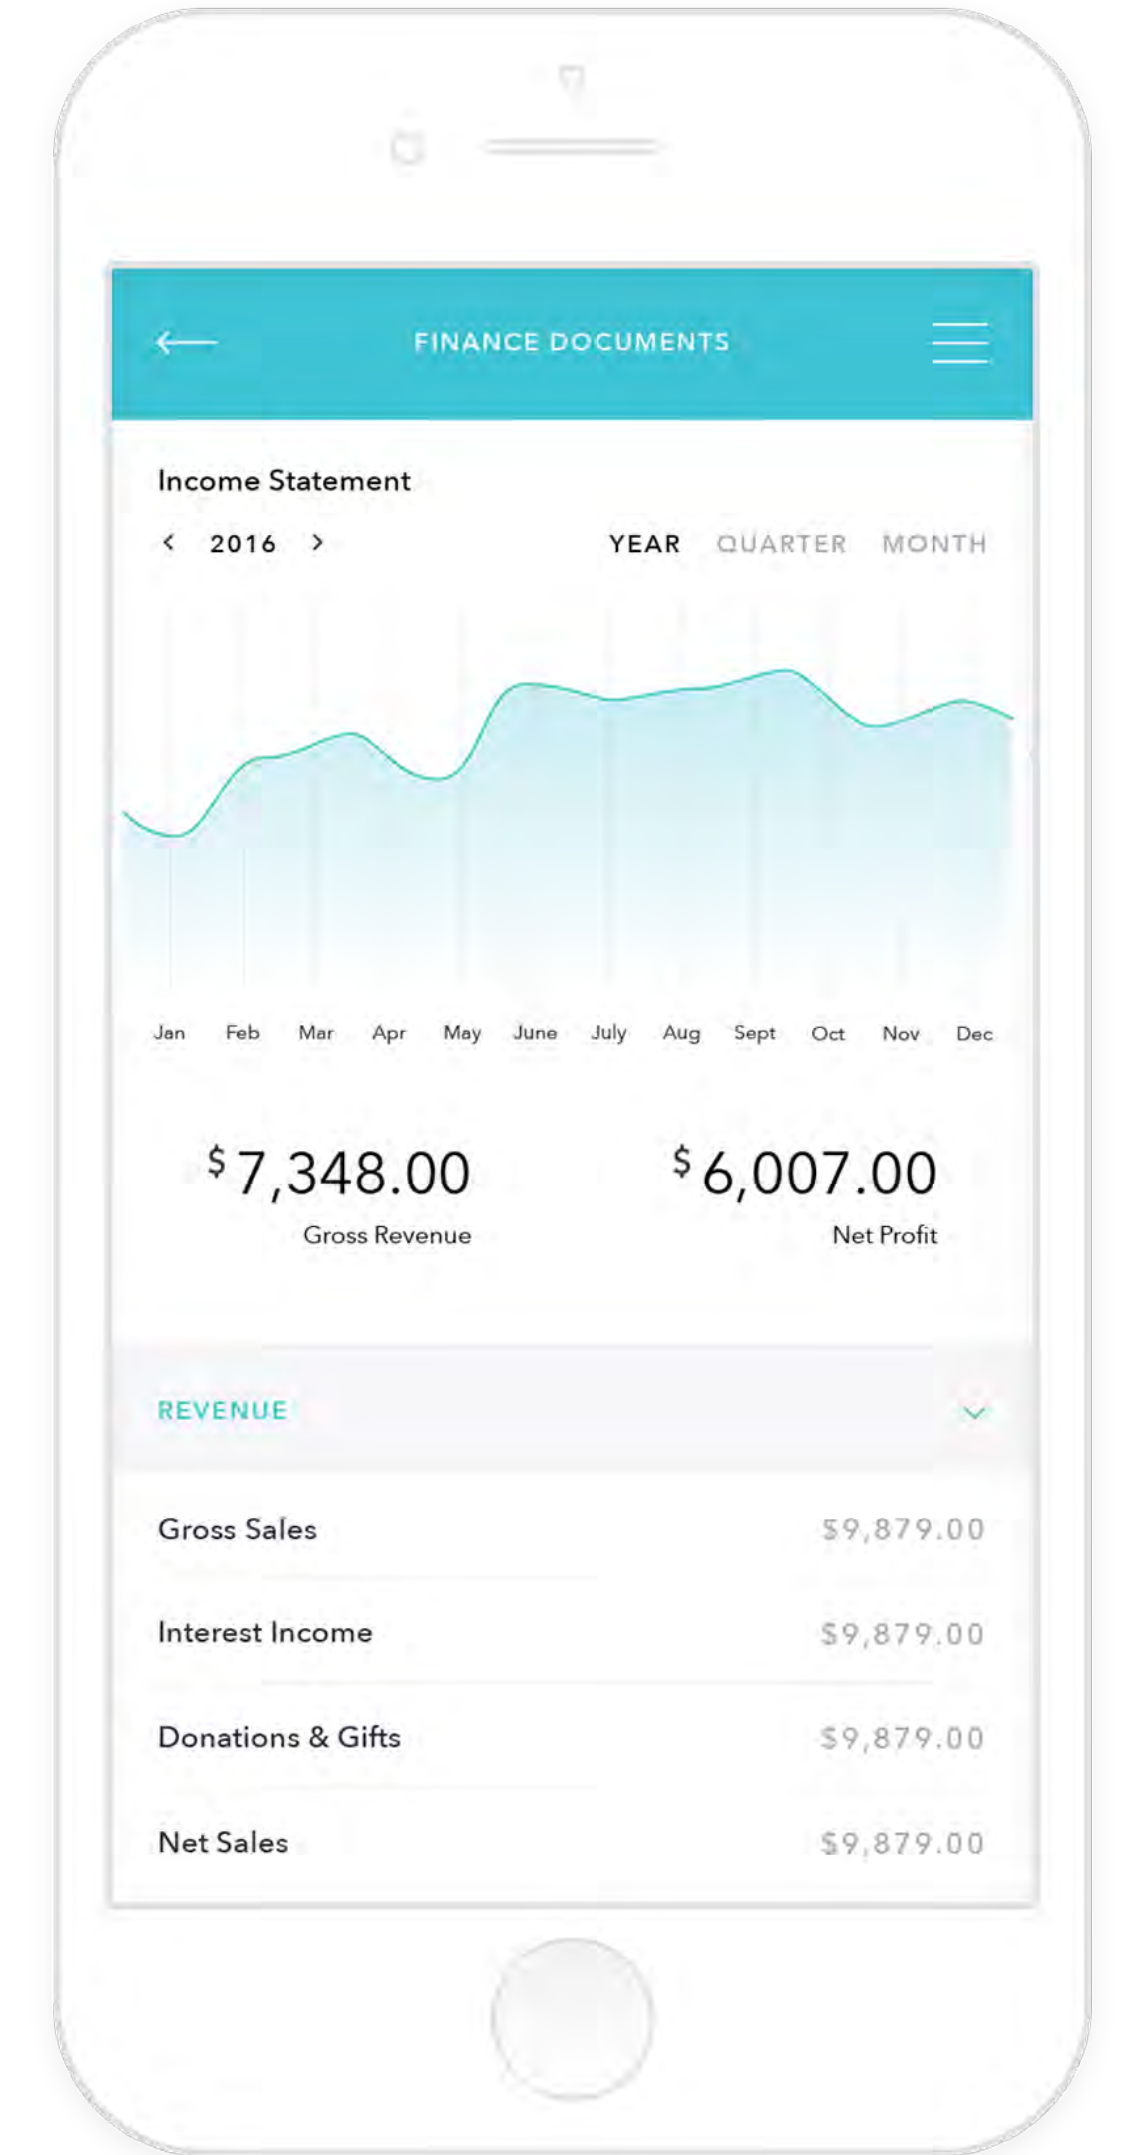 FINANCE DOCUMENTS
Income Statement
< 2016 > YEAR QUARTER MONTH
Jan Feb Mar Apr May June July Aug Sept Oct Nov Dec
$7,348.00 $6,007.00
Gross Revenue Net Profit
REVENUE
Gross Sales $9,879.00
Interest Income $9,879.00
Donations & Gifts $9,879.00
Net Sales $9,879.00